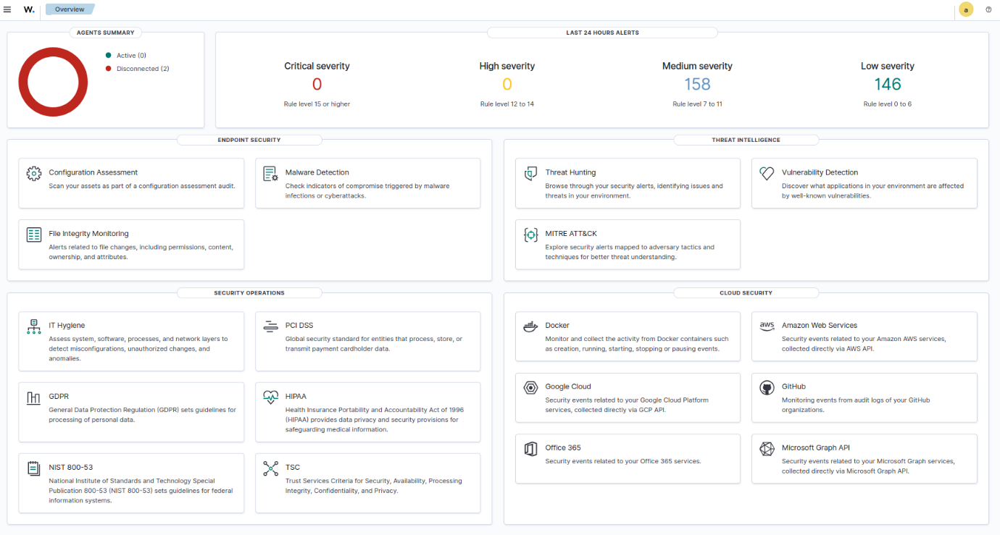 W.
Overview
a
AGENTS SUMMARY
Active (0)
Disconnected (2)
LAST 24 HOURS ALERTS
Critical severity
0
Rule level 15 or higher
High severity
0
Rule level 12 to 14
Medium severity
158
Rule level 7 to 11
Low severity
146
Rule level 0 to 6
ENDPOINT SECURITY
Configuration Assessment
Scan your assets as part of a configuration assessment audit.
Malware Detection
Check indicators of compromise triggered by malware
infections or cyberattacks.
File Integrity Monitoring
Alerts related to file changes, including permissions, content,
ownership, and attributes.
THREAT INTELLIGENCE
Threat Hunting
Browse through your security alerts, identifying issues and
threats in your environment.
Vulnerability Detection
Discover what applications in your environment are affected
by well-known vulnerabilities.
MITRE ATT&CK
Explore security alerts mapped to adversary tactics and
techniques for better threat understanding.
SECURITY OPERATIONS
IT Hygiene
Assess system, software, processes, and network layers to
detect misconfigurations, unauthorized changes, and
anomalies.
PCI DSS
Global security standard for entities that process, store, or
transmit payment cardholder data.
GDPR
General Data Protection Regulation (GDPR) sets guidelines for
processing of personal data.
HIPAA
Health Insurance Portability and Accountability Act of 1996
(HIPAA) provides data privacy and security provisions for
safeguarding medical information.
NIST 800-53
National Institute of Standards and Technology Special
Publication 800-53 (NIST 800-53) sets guidelines for federal
information systems.
TSC
Trust Services Criteria for Security, Availability, Processing
Integrity, Confidentiality, and Privacy.
CLOUD SECURITY
Docker
Monitor and collect the activity from Docker containers such
as creation, running, starting, stopping or pausing events.
aws
Amazon Web Services
Security events related to your Amazon AWS services,
collected directly via AWS API.
Google Cloud
Security events related to your Google Cloud Platform
services, collected directly via GCP API.
GitHub
Monitoring events from audit logs of your GitHub
organizations.
Office 365
Security events related to your Office 365 services.
Microsoft Graph API
Security events related to your Microsoft Graph services,
collected directly via Microsoft Graph API.